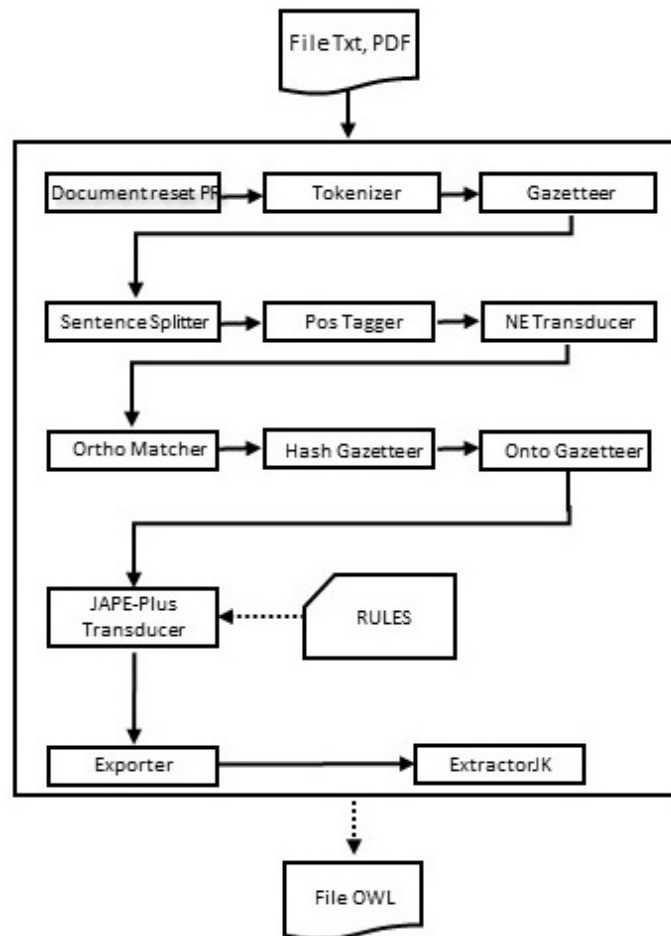 File Txt, PDF
Document reset PR
Tokenizer
Gazetteer
Sentence Splitter
Pos Tagger
NE Transducer
Ortho Matcher
Hash Gazetteer
Onto Gazetteer
JAPE-Plus
Transducer
RULES
Exporter
ExtractorJK
File OWL